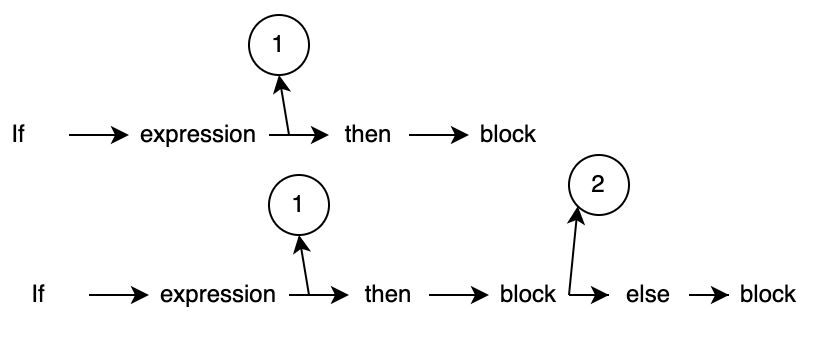 1
If expression then block
1 2
If expression then block else block